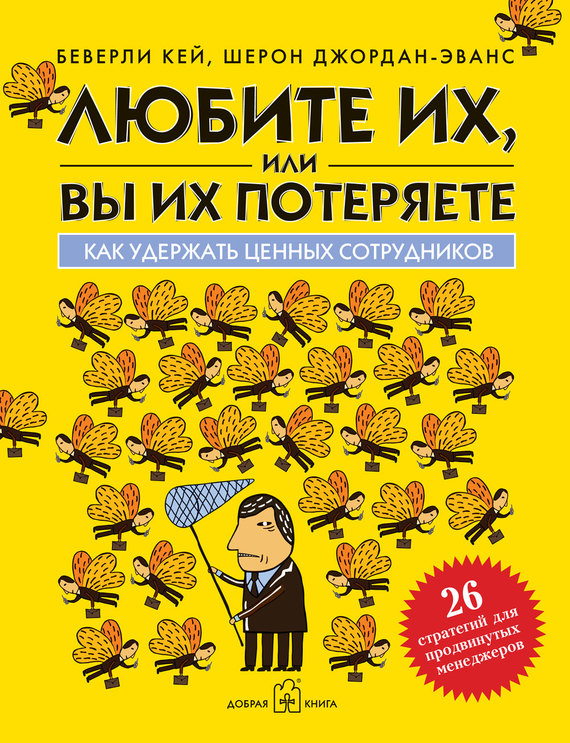 БЕВЕРЛИ КЕЙ, ШЕРОН ДЖОРДАН-ЭВАНС
ЛЮБИТЕ ИХ,
ИЛИ
ВЫ ИХ ПОТЕРЯЕТЕ
КАК УДЕРЖАТЬ ЦЕННЫХ СОТРУДНИКОВ
26
стратегий для
продвинутых
менеджеров
ДОБРАЯ ® КНИГА